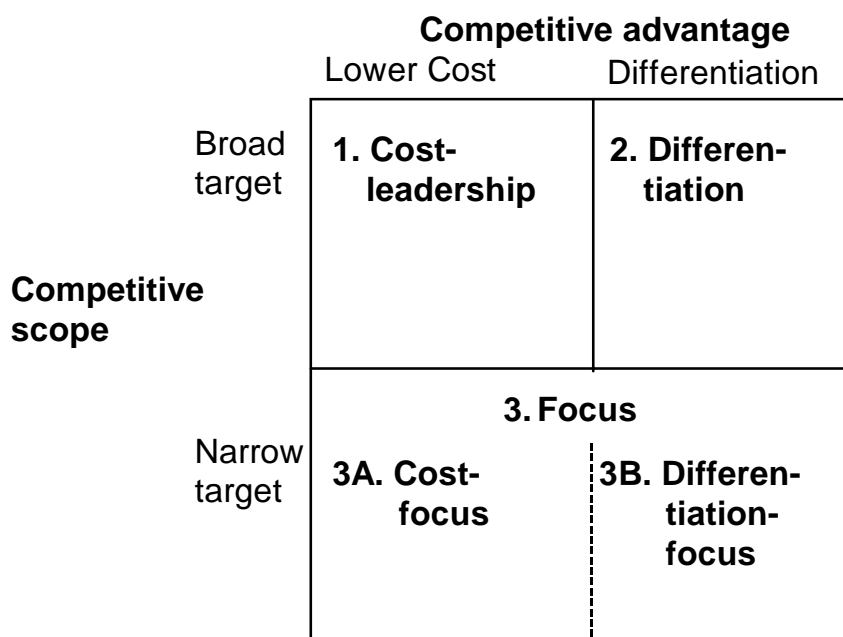 Competitive advantage
Lower Cost
Differentiation
Broad
target
1. Cost-
leadership
2. Differen-
tiation
Competitive
scope
3. Focus
Narrow
target
3A. Cost-
focus
3B. Differen-
tiation-
focus